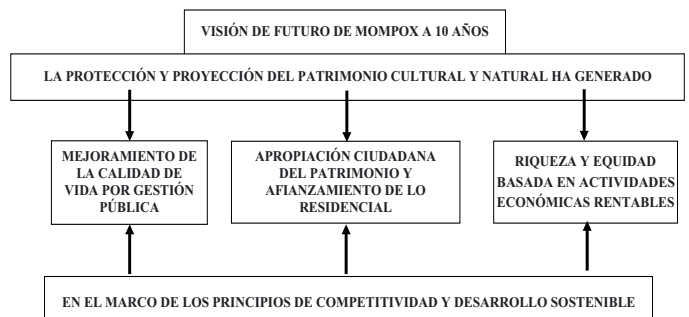 VISIÓN DE FUTURO DE MOMPOX A 10 AÑOS
LA PROTECCIÓN Y PROYECCIÓN DEL PATRIMONIO CULTURAL Y NATURAL HA GENERADO
MEJORAMIENTO DE
LA CALIDAD DE
VIDA POR GESTIÓN
PÚBLICA
APROPIACIÓN CIUDADANA
DEL PATRIMONIO Y
AFIANZAMIENTO DE LO
RESIDENCIAL
RIQUEZA Y EQUIDAD
BASADA EN ACTIVIDADES
ECONÓMICAS RENTABLES
EN EL MARCO DE LOS PRINCIPIOS DE COMPETITIVIDAD Y DESARROLLO SOSTENIBLE